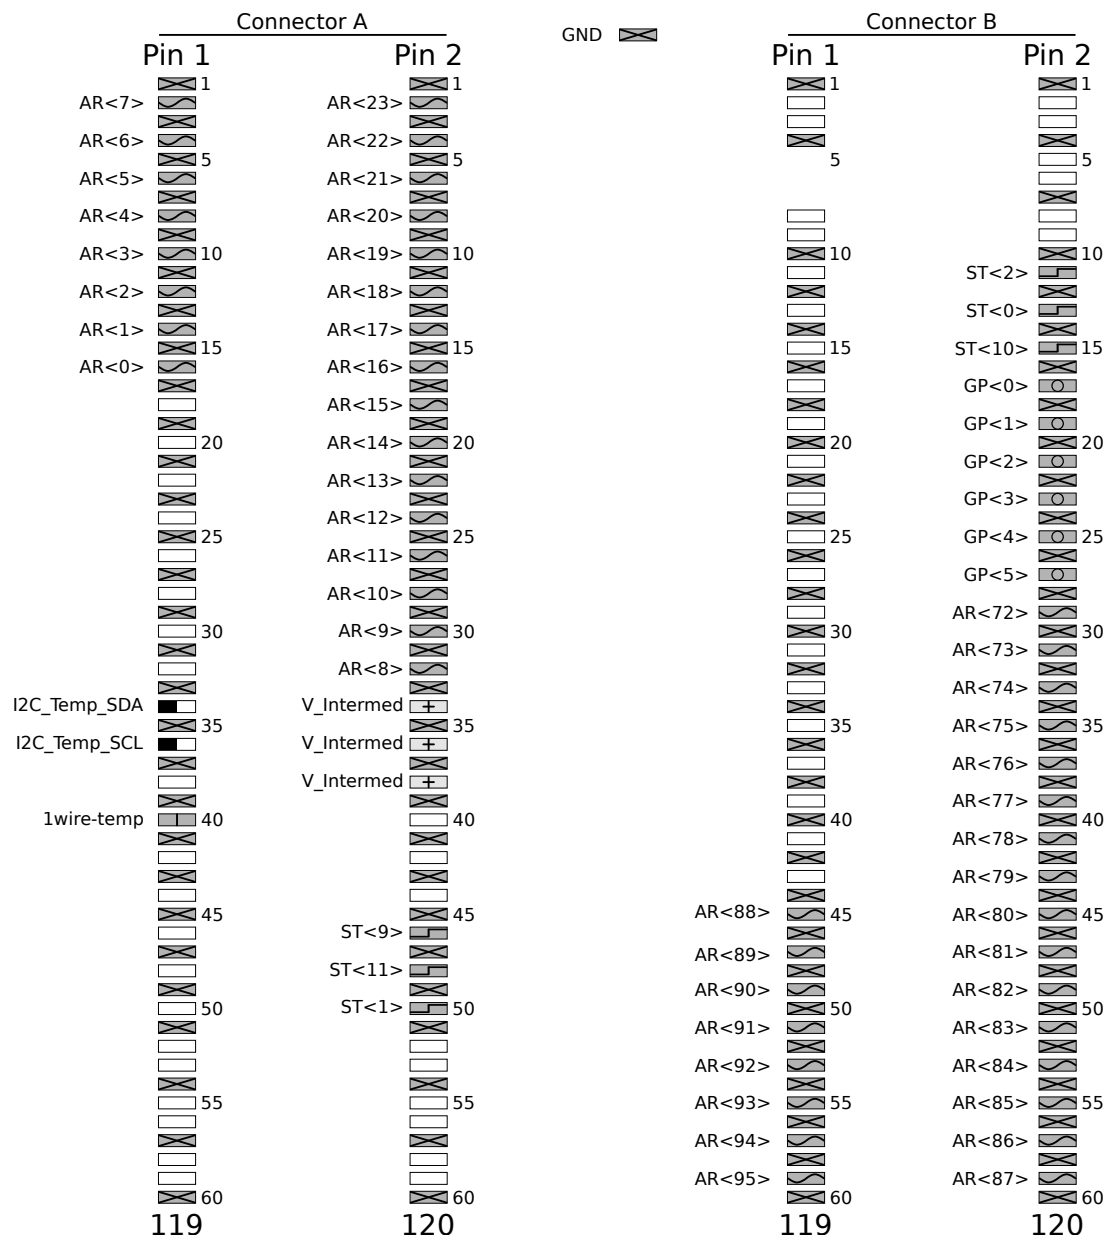 Connector A
Connector B
GND
Pin 1 Pin 2 Pin 1 Pin 2
1 1 1 1
AR<7> AR<23>
AR<6> AR<22>
5 5 5 5
AR<5> AR<21>
AR<4> AR<20>
AR<3> 10 AR<19> 10 10 10
ST<2>
AR<2> AR<18>
ST<0>
AR<1> AR<17>
15 15 15 ST<10> 15
AR<0> AR<16>
GP<0>
AR<15>
GP<1>
20 AR<14> 20 20 20
GP<2>
AR<13>
GP<3>
AR<12>
25 25 25 GP<4> 25
AR<11>
GP<5>
AR<10>
AR<72>
30 AR<9> 30 30 30
AR<73>
AR<8>
AR<74>
I2C_Temp_SDA V_Intermed
35 35 35 AR<75> 35
I2C_Temp_SCL V_Intermed
AR<76>
V_Intermed
AR<77>
1wire-temp 40 40 40 40
AR<78>
AR<79>
45 45 AR<88> 45 AR<80> 45
ST<9>
AR<89> AR<81>
ST<11>
AR<90> AR<82>
50 ST<1> 50 50 50
AR<91> AR<83>
AR<92> AR<84>
55 55 AR<93> 55 AR<85> 55
AR<94> AR<86>
AR<95> AR<87>
60 60 60 60
119 120 119 120